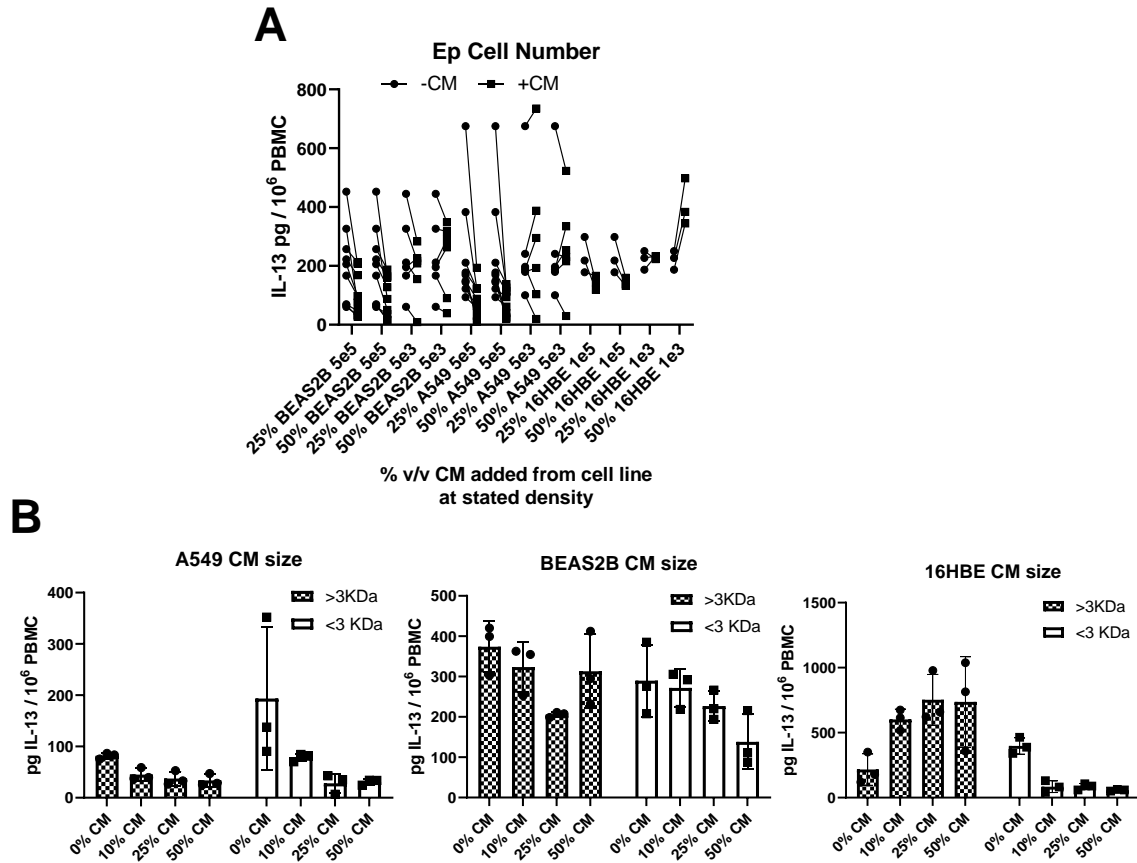 A
Ep Cell Number
-CM +CM
IL-13 pg / 10⁶ PBMC
800
600
400
200
0
25% BEAS2B 5e5
50% BEAS2B 5e5
25% BEAS2B 5e3
50% BEAS2B 5e3
25% A549 5e5
50% A549 5e5
25% A549 5e3
50% A549 5e3
25% 16HBE 1e5
50% 16HBE 1e5
25% 16HBE 1e3
50% 16HBE 1e3
% v/v CM added from cell line
at stated density
B
A549 CM size
>3KDa
<3 KDa
pg IL-13 / 10⁶ PBMC
400
300
200
100
0
0% CM
10% CM
25% CM
50% CM
0% CM
10% CM
25% CM
50% CM
BEAS2B CM size
>3KDa
<3 KDa
pg IL-13 / 10⁶ PBMC
500
400
300
200
100
0
0% CM
10% CM
25% CM
50% CM
0% CM
10% CM
25% CM
50% CM
16HBE CM size
>3KDa
<3 KDa
pg IL-13 / 10⁶ PBMC
1500
1000
500
0
0% CM
10% CM
25% CM
50% CM
0% CM
10% CM
25% CM
50% CM